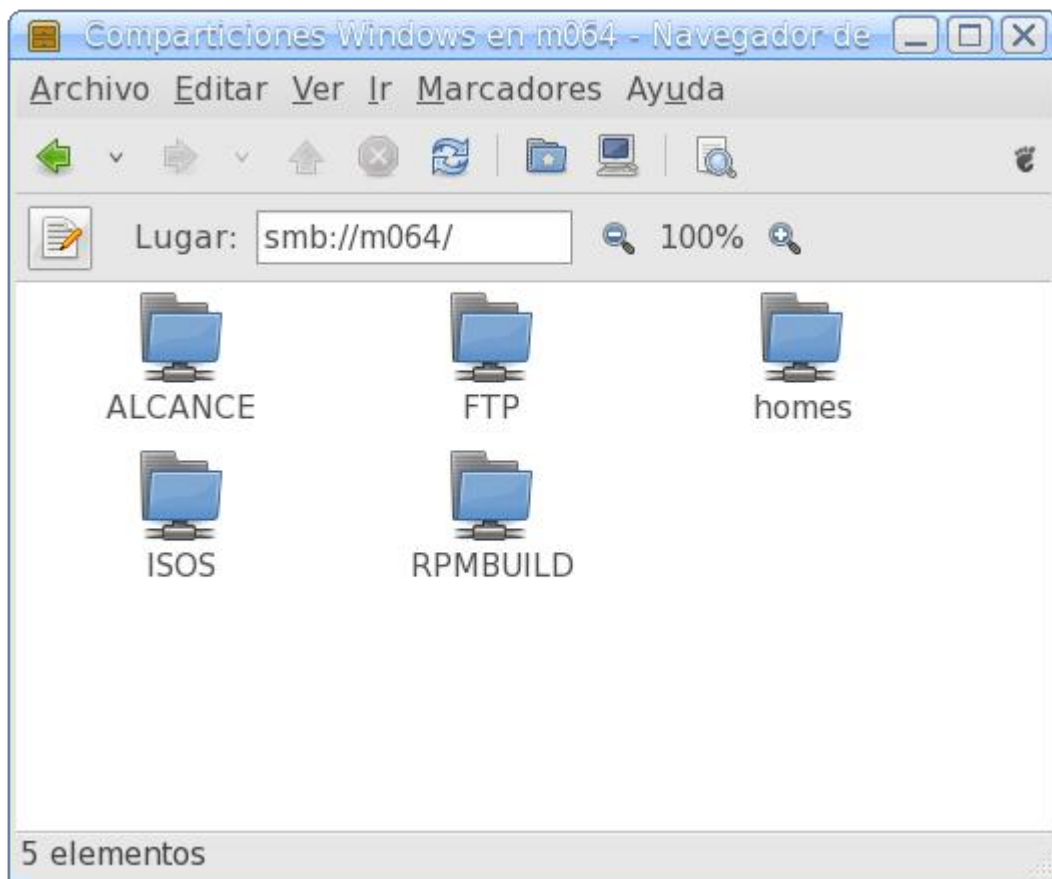 Comparticiones Windows en m064 - Navegador de
Archivo Editar Ver Ir Marcadores Ayuda
Lugar: smb://m064/ 100%
ALCANCE FTP homes
ISOS RPMBUILD
5 elementos